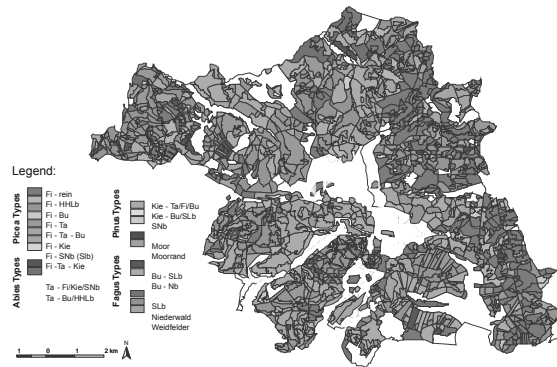 Legend:
Picea Types
Fi - rein
Fi - HHLb
Fi - Bu
Fi - Ta
Fi - Ta - Bu
Fi - Kie
Fi - SNb (Slb)
Fi -Ta - Kie
Abies Types
Ta - Fi/Kie/SNb
Ta - Bu/HHLb
Pinus Types
Kie - Ta/Fi/Bu
Kie - Bu/SLb
SNb
Moor
Moorrand
Fagus Types
Bu - SLb
Bu - Nb
SLb
Niederwald
Weidfelder
1 0 1 2 km
N